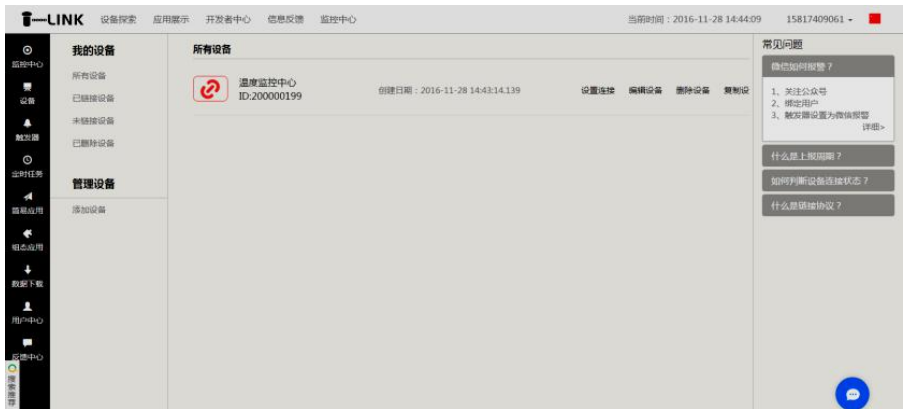 T—LINK 设备探索 应用展示 开发者中心 信息反馈 监控中心 当前时间：2016-11-28 14:44:09 15817409061
监控中心
设备
触发器
定时任务
简易应用
组态应用
数据下载
用户中心
反馈中心
搜索推荐
我的设备
所有设备
已链接设备
未链接设备
已删除设备
管理设备
添加设备
所有设备
温度监控中心
ID:200000199
创建日期：2016-11-28 14:43:14.139
设置连接 编辑设备 删除设备 复制设
常见问题
微信如何报警？
1、关注公众号
2、绑定用户
3、触发器设置为微信报警
详细>
什么是上报周期？
如何判断设备连接状态？
什么是链接协议？